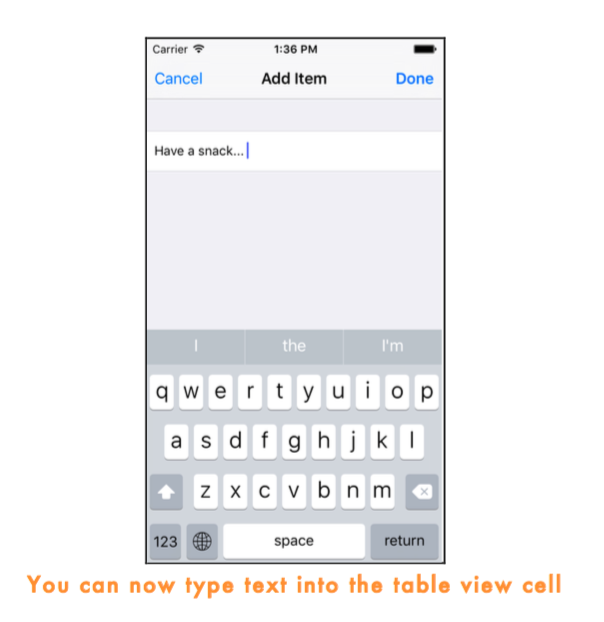 Carrier 1:36 PM
Cancel Add Item Done
Have a snack...
I the I'm
q w e r t y u i o p
a s d f g h j k l
z x c v b n m
123 space return
You can now type text into the table view cell